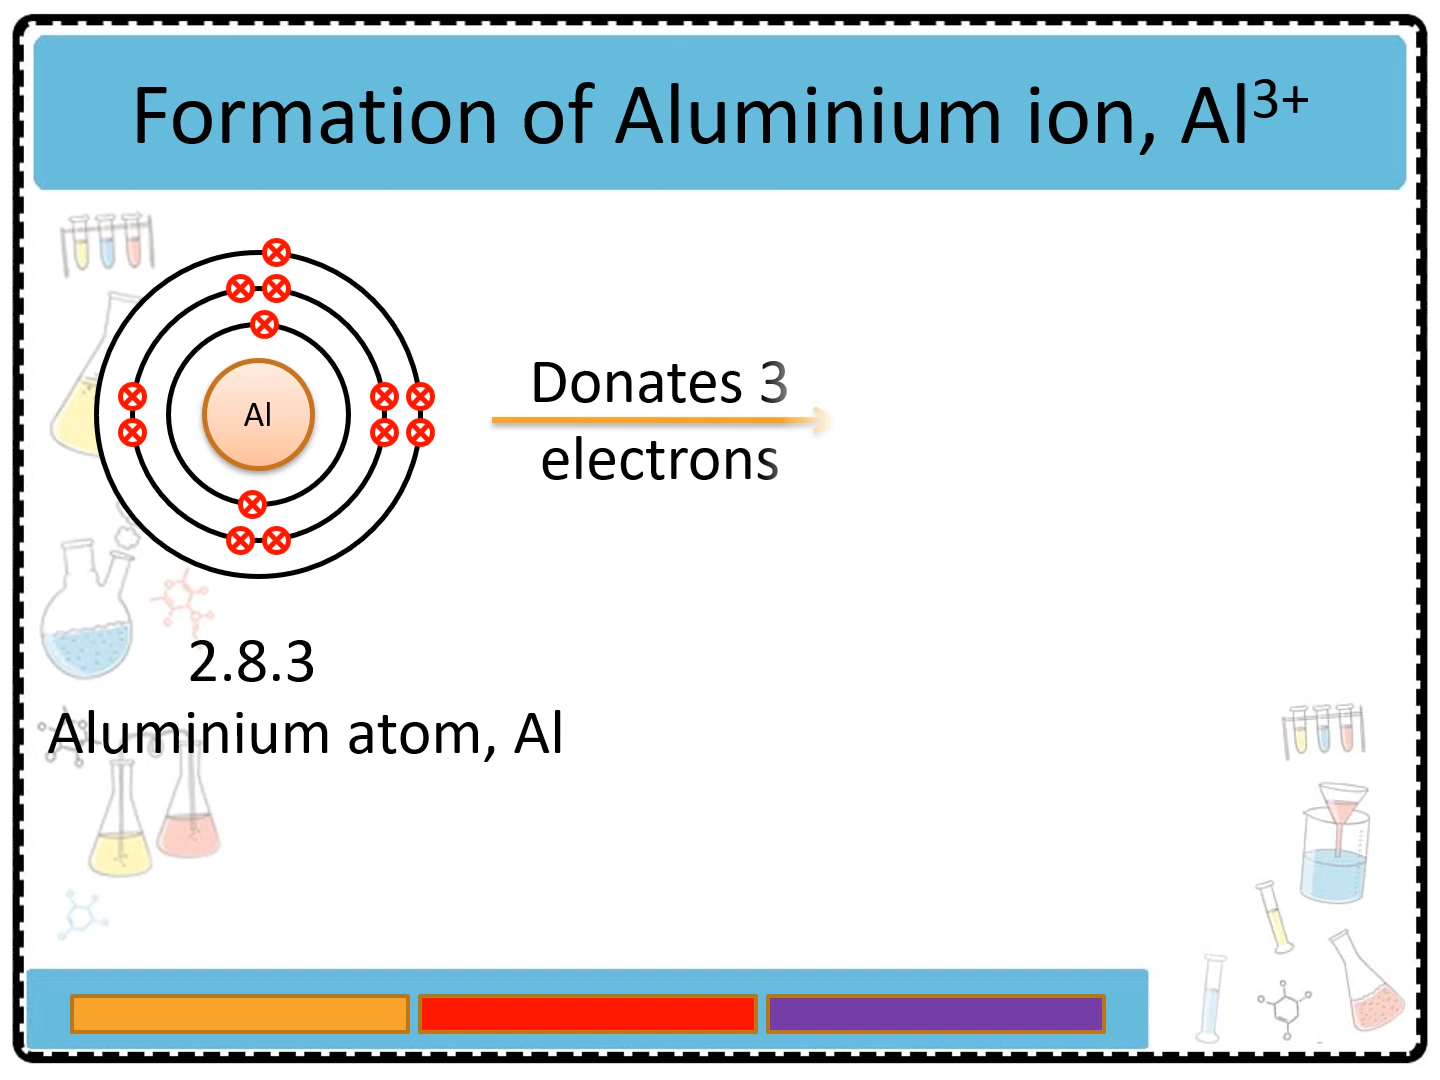 Formation of Aluminium ion, Al³⁺
Al
Donates 3
electrons
2.8.3
Aluminium atom, Al